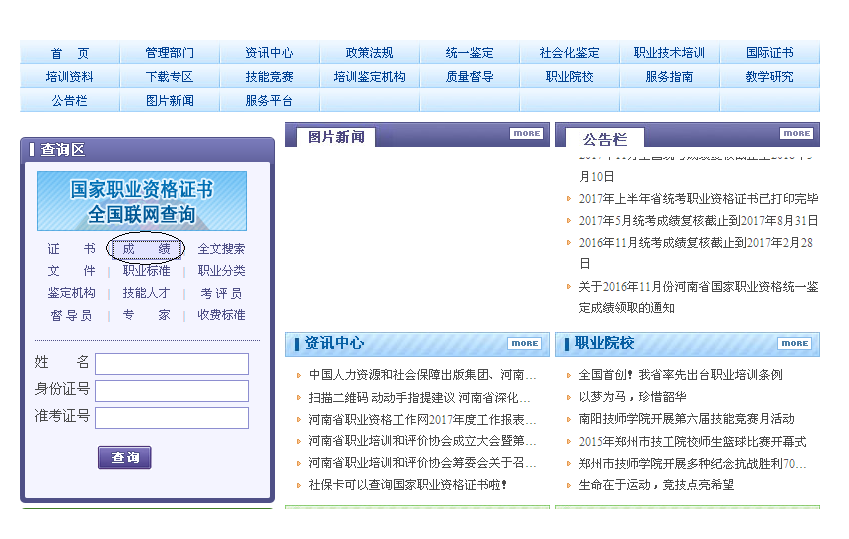 首 页 管理部门 资讯中心 政策法规 统一鉴定 社会化鉴定 职业技术培训 国际证书
培训资料 下载专区 技能竞赛 培训鉴定机构 质量督导 职业院校 服务指南 教学研究
公告栏 图片新闻 服务平台
查询区
国家职业资格证书
全国联网查询
证 书 成 绩 全文搜索
文 件 职业标准 职业分类
鉴定机构 技能人才 考 评 员
督 导 员 专 家 收费标准
姓 名
身份证号
准考证号
查 询
图片新闻 MORE
公告栏 MORE
月10日
2017年上半年省统考职业资格证书已打印完毕
2017年5月统考成绩复核截止到2017年8月31日
2016年11月统考成绩复核截止到2017年2月28
日
关于2016年11月份河南省国家职业资格统一鉴
定成绩领取的通知
资讯中心 MORE
中国人力资源和社会保障出版集团、河南...
扫描二维码 动动手指提建议 河南省深化...
河南省职业资格工作网2017年度工作报表...
河南省职业培训和评价协会成立大会暨第...
河南省职业培训和评价协会筹委会关于召...
社保卡可以查询国家职业资格证书啦！
职业院校 MORE
全国首创！我省率先出台职业培训条例
以梦为马，珍惜韶华
南阳技师学院开展第六届技能竞赛月活动
2015年郑州市技工院校师生篮球比赛开幕式
郑州市技师学院开展多种纪念抗战胜利70...
生命在于运动，竞技点亮希望